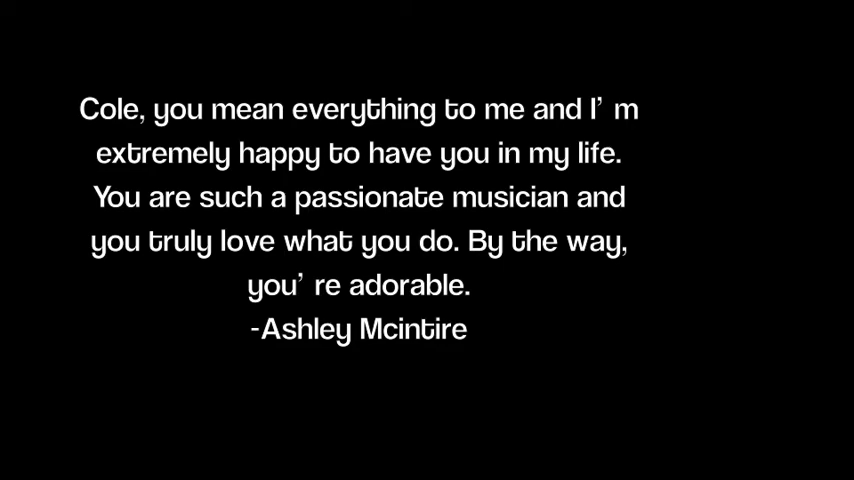 Cole, you mean everything to me and I’ m
extremely happy to have you in my life.
You are such a passionate musician and
you truly love what you do. By the way,
you’ re adorable.
-Ashley Mcintire